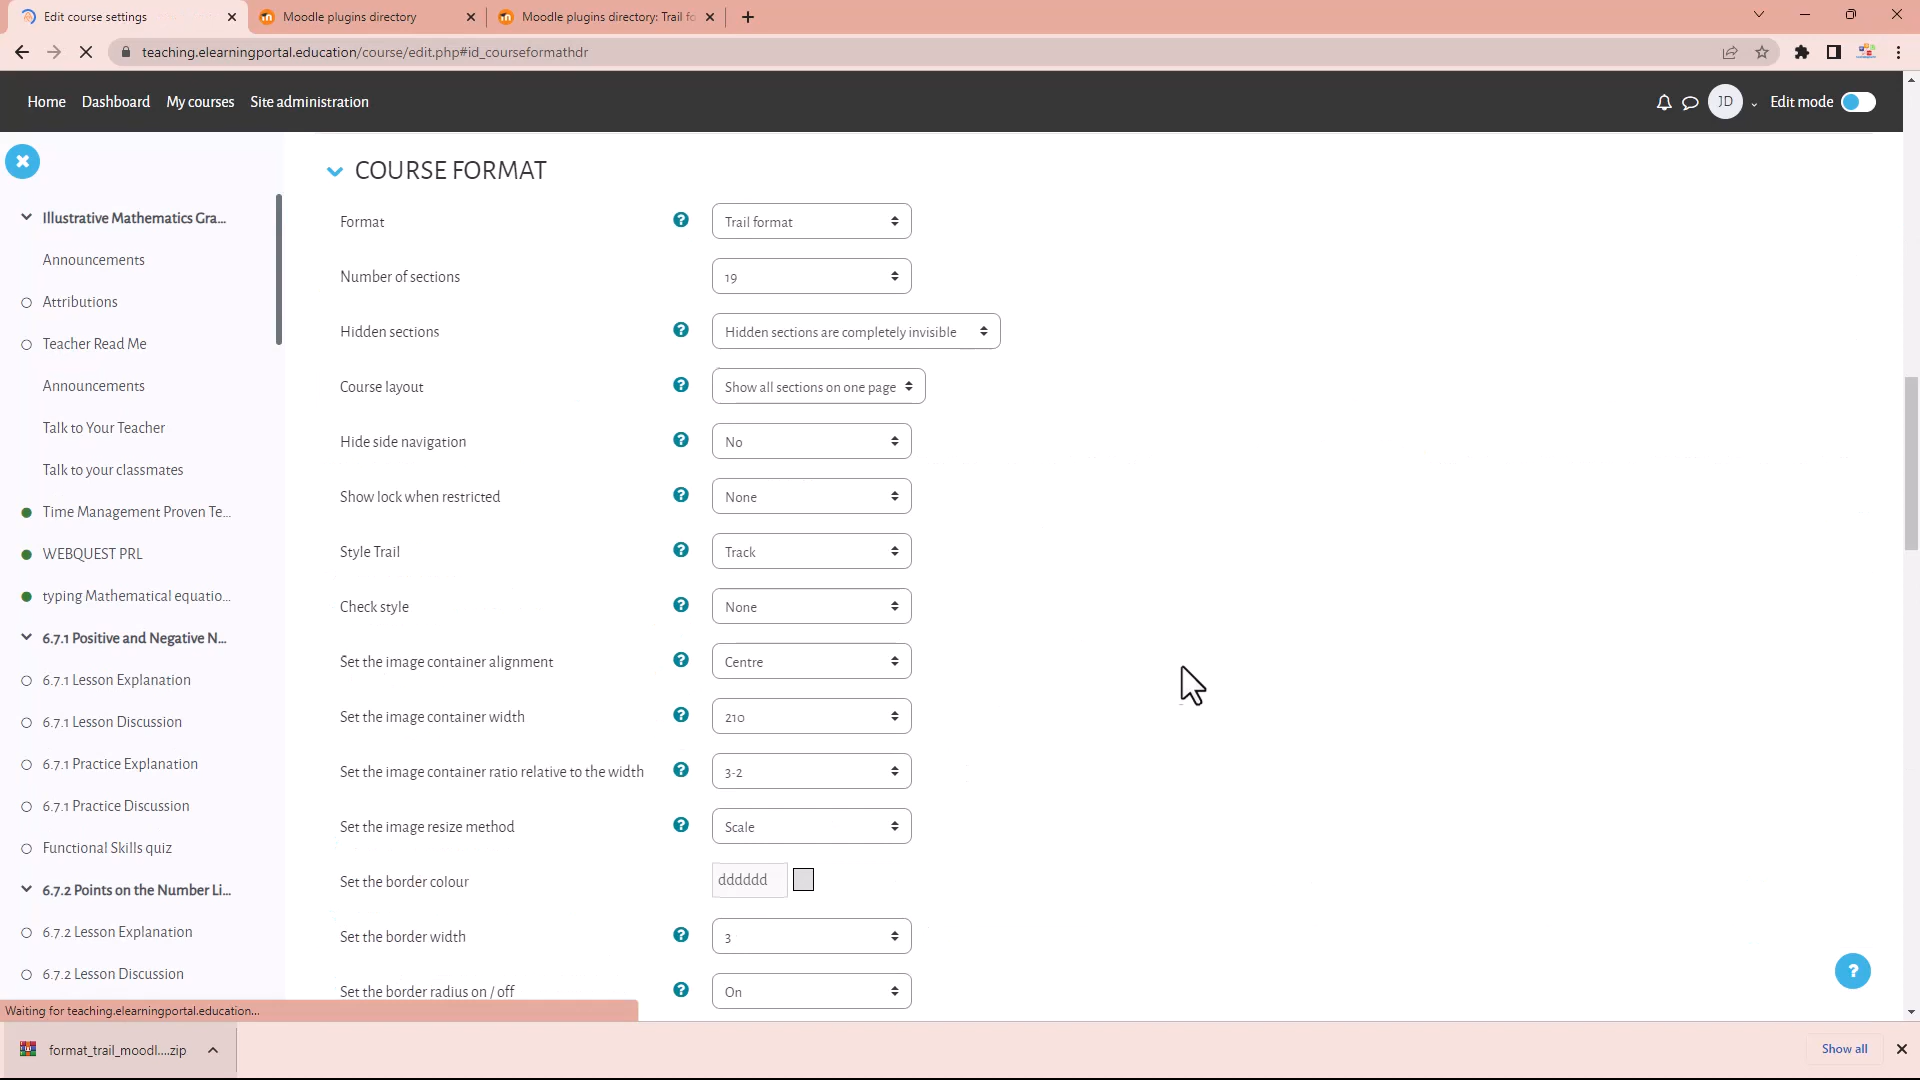 Edit course settings
Moodle plugins directory
Moodle plugins directory: Trail fo
teaching.elearningportal.education/course/edit.php#id_courseformathdr
Home
Dashboard
My courses
Site administration
JD
Edit mode
Illustrative Mathematics Gra...
Announcements
Attributions
Teacher Read Me
Announcements
Talk to Your Teacher
Talk to your classmates
Time Management Proven Te...
WEBQUEST PRL
typing Mathematical equatio...
6.7.1 Positive and Negative N...
6.7.1 Lesson Explanation
6.7.1 Lesson Discussion
6.7.1 Practice Explanation
6.7.1 Practice Discussion
Functional Skills quiz
6.7.2 Points on the Number Li...
6.7.2 Lesson Explanation
6.7.2 Lesson Discussion
COURSE FORMAT
Format ? Trail format
Number of sections 19
Hidden sections ? Hidden sections are completely invisible
Course layout ? Show all sections on one page
Hide side navigation ? No
Show lock when restricted ? None
Style Trail ? Track
Check style ? None
Set the image container alignment ? Centre
Set the image container width ? 210
Set the image container ratio relative to the width ? 3-2
Set the image resize method ? Scale
Set the border colour dddddd
Set the border width ? 3
Set the border radius on / off ? On
?
Waiting for teaching.elearningportal.education...
format_trail_moodl....zip
Show all